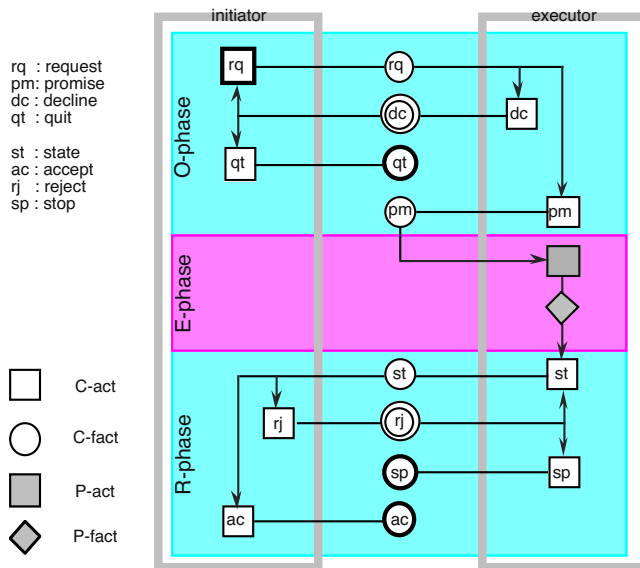 initiator
executor
rq : request
pm: promise
dc : decline
qt : quit
st : state
ac : accept
rj : reject
sp : stop
O-phase
rq
rq
dc
dc
qt
qt
pm
pm
E-phase
R-phase
st
st
rj
rj
sp
sp
ac
ac
C-act
C-fact
P-act
P-fact